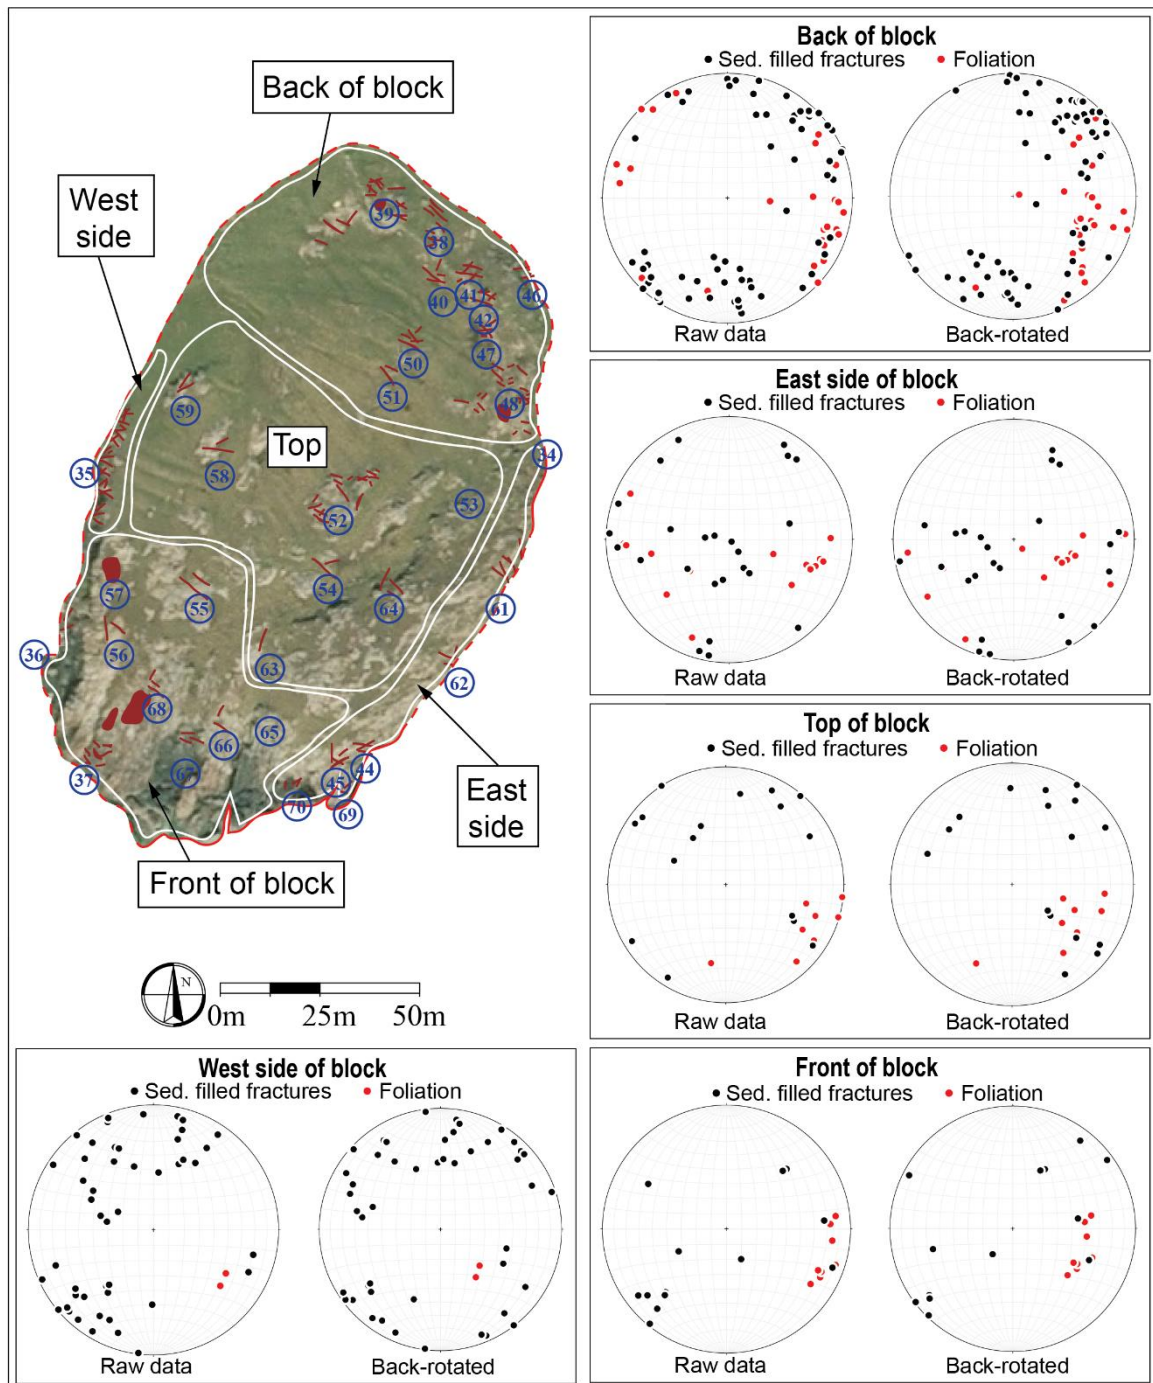 Back of block
West
side
39
38
40
41
46
42
47
50
51
48
59
Top
34
35
58
53
52
57
54
55
64
61
36
56
63
62
68
65
66
37
67
45
44
70
69
East
side
Front of block
N
0m 25m 50m
Back of block
Sed. filled fractures Foliation
Raw data Back-rotated
East side of block
Sed. filled fractures Foliation
Raw data Back-rotated
Top of block
Sed. filled fractures Foliation
Raw data Back-rotated
West side of block
Sed. filled fractures Foliation
Raw data Back-rotated
Front of block
Sed. filled fractures Foliation
Raw data Back-rotated